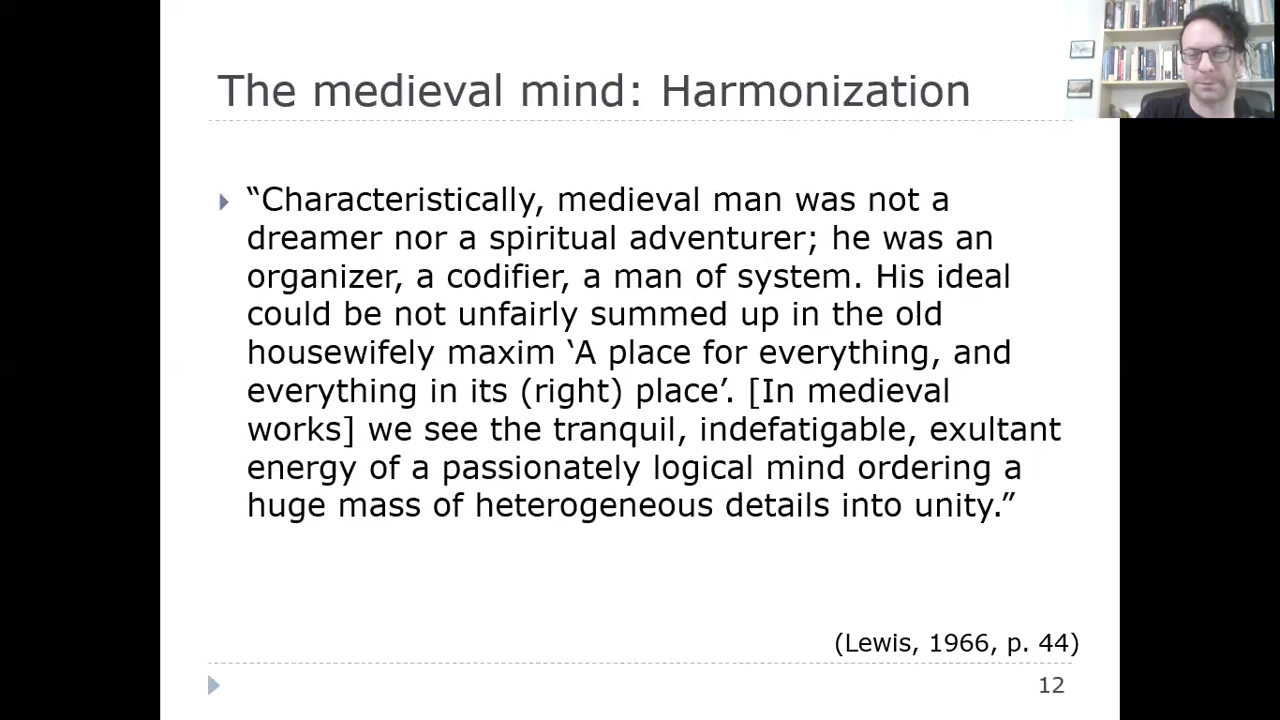 The medieval mind: Harmonization
“Characteristically, medieval man was not a
dreamer nor a spiritual adventurer; he was an
organizer, a codifier, a man of system. His ideal
could be not unfairly summed up in the old
housewifely maxim ‘A place for everything, and
everything in its (right) place’. [In medieval
works] we see the tranquil, indefatigable, exultant
energy of a passionately logical mind ordering a
huge mass of heterogeneous details into unity.”
(Lewis, 1966, p. 44)
12